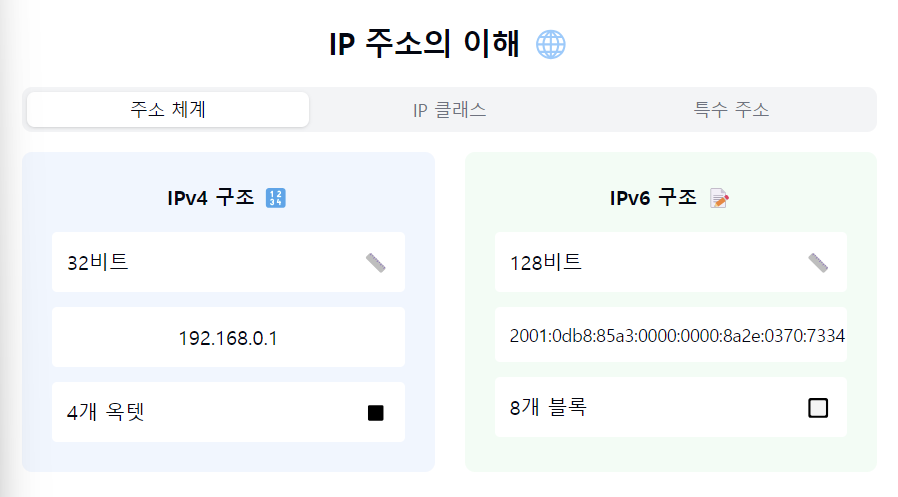 IP 주소의 이해 🌐
주소 체계
IP 클래스
특수 주소
IPv4 구조 🔢
32비트 📏
192.168.0.1
4개 옥텟 ◼️
IPv6 구조 📝
128비트 📏
2001:0db8:85a3:0000:0000:8a2e:0370:7334
8개 블록 🔲